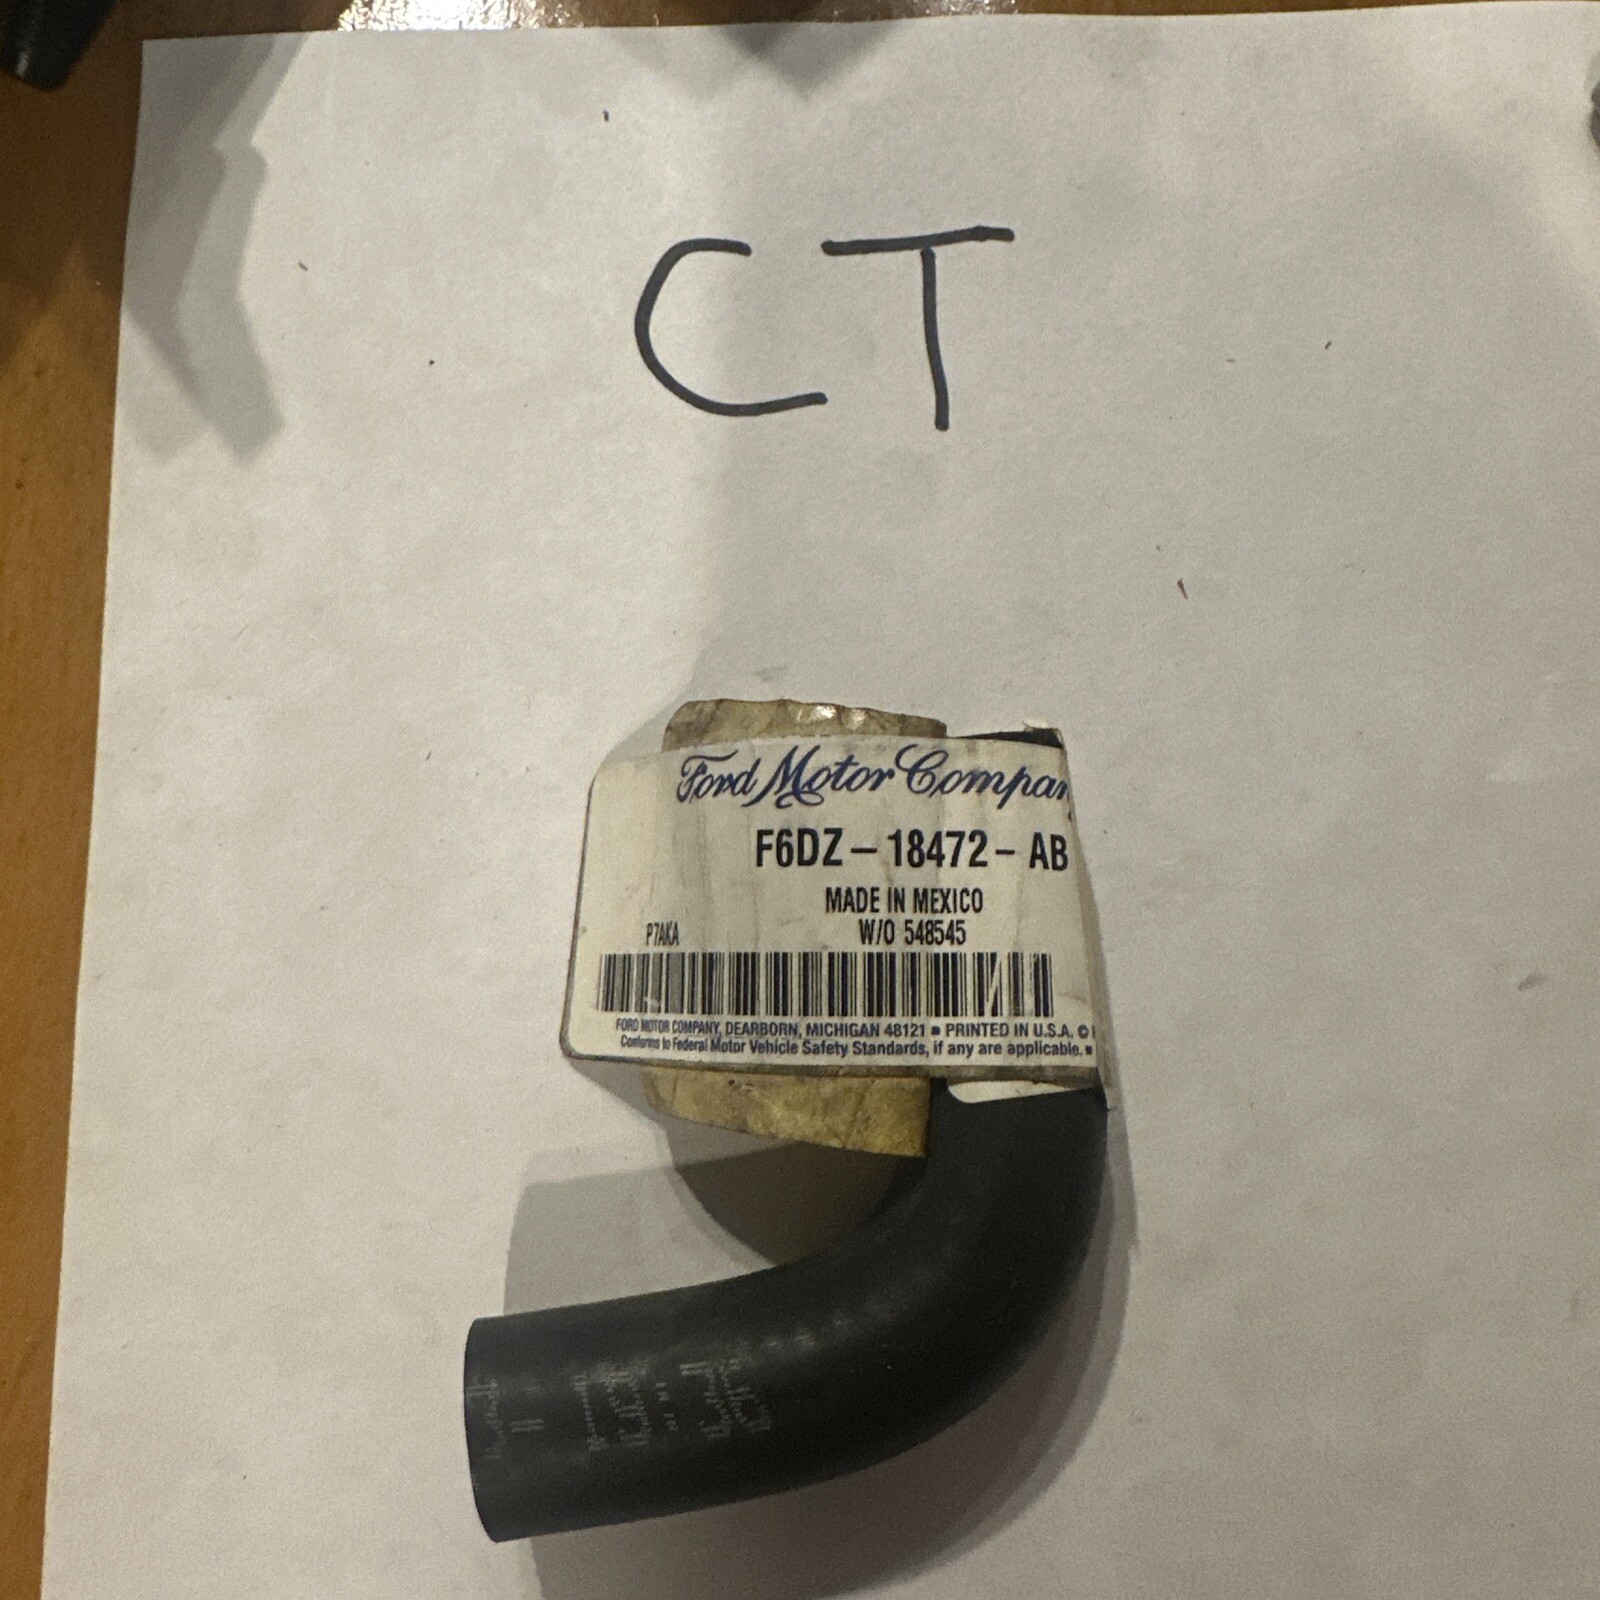 CT
Ford Motor Compan
F6DZ – 18472 – AB
MADE IN MEXICO
P7AKA W/O 548545
FORD MOTOR COMPANY, DEARBORN, MICHIGAN 48121 ■ PRINTED IN U.S.A. ©
Conforms to Federal Motor Vehicle Safety Standards, if any are applicable. ■